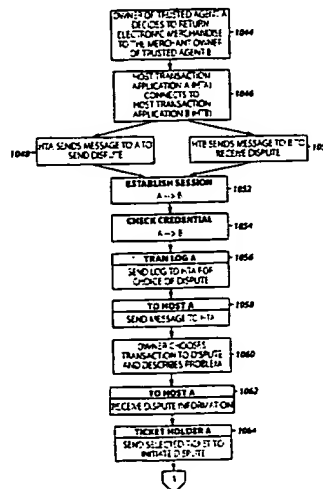 OWNER OF TRUSTED AGENT A
DECIDES TO RETURN
ELECTRONIC MERCHANDISE
TO THE MERCHANT OWNER
OF TRUSTED AGENT B
1044
HOST TRANSACTION
APPLICATION A (HTA)
CONNECTS TO
HOST TRANSACTION
APPLICATION B (HTB)
1046
1048
HTA SENDS MESSAGE TO A TO
SEND DISPUTE
HTB SENDS MESSAGE TO B TO
RECEIVE DISPUTE
ESTABLISH SESSION
A --> B
1052
CHECK CREDENTIAL
A --> B
1054
TRAN LOG A
SEND LOG TO HTA FOR
CHOICE OF DISPUTE
1056
TO HOST A
SEND MESSAGE TO HTA
1058
OWNER CHOOSES
TRANSACTION TO DISPUTE
AND DESCRIBES PROBLEM
1060
TO HOST A
RECEIVE DISPUTE INFORMATION
1062
TICKET HOLDER A
SEND SELECTED TICKET TO
INITIATE DISPUTE
1064
1